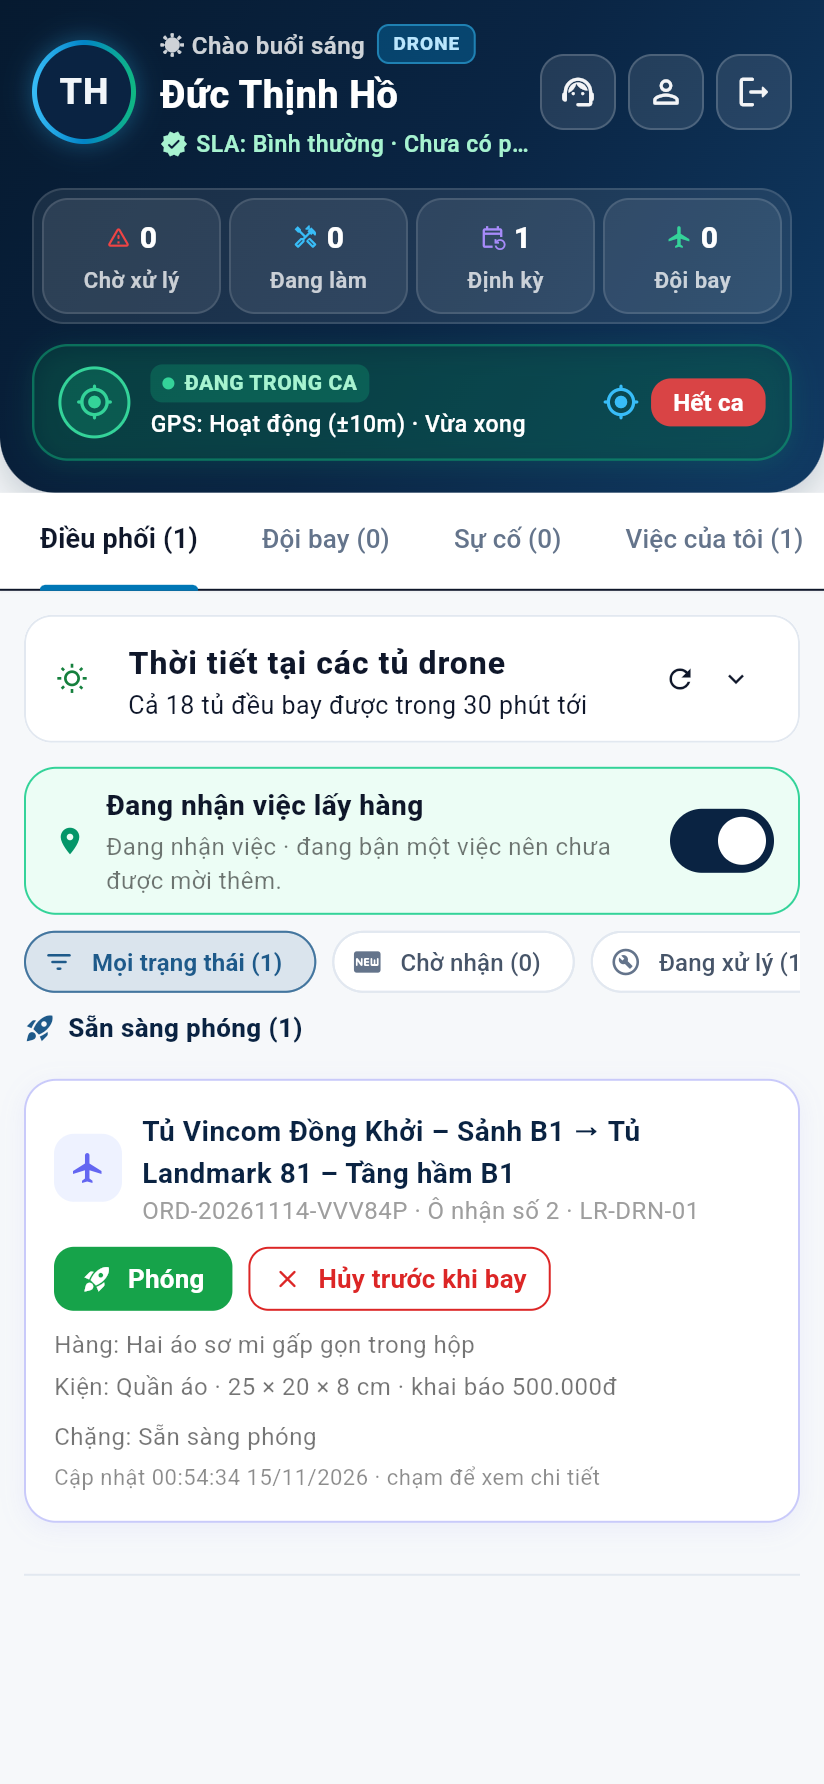 TH
Chào buổi sáng
DRONE
Đức Thịnh Hồ
SLA: Bình thường · Chưa có p...
0
Chờ xử lý
0
Đang làm
1
Định kỳ
0
Đội bay
ĐANG TRONG CA
GPS: Hoạt động (±10m) · Vừa xong
Hết ca
Điều phối (1)
Đội bay (0)
Sự cố (0)
Việc của tôi (1)
Thời tiết tại các tủ drone
Cả 18 tủ đều bay được trong 30 phút tới
Đang nhận việc lấy hàng
Đang nhận việc · đang bận một việc nên chưa
được mời thêm.
Mọi trạng thái (1)
NEW
Chờ nhận (0)
Đang xử lý (1
Sẵn sàng phóng (1)
Tủ Vincom Đồng Khởi – Sảnh B1 → Tủ
Landmark 81 – Tầng hầm B1
ORD-20261114-VVV84P · Ô nhận số 2 · LR-DRN-01
Phóng
Hủy trước khi bay
Hàng: Hai áo sơ mi gấp gọn trong hộp
Kiện: Quần áo · 25 × 20 × 8 cm · khai báo 500.000đ
Chặng: Sẵn sàng phóng
Cập nhật 00:54:34 15/11/2026 · chạm để xem chi tiết